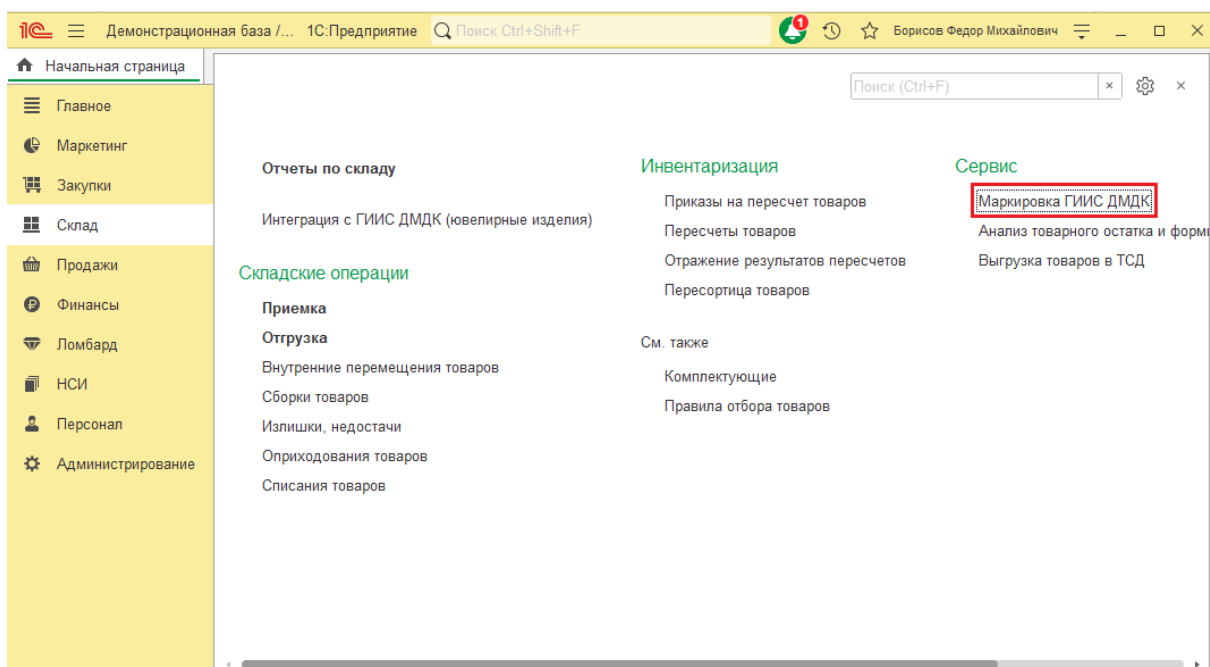 1С Демонстрационная база /... 1С:Предприятие Поиск Ctrl+Shift+F 1 Борисов Федор Михайлович
Начальная страница
Поиск (Ctrl+F)
Главное
Маркетинг
Закупки
Склад
Продажи
Финансы
Ломбард
НСИ
Персонал
Администрирование
Отчеты по складу
Интеграция с ГИИС ДМДК (ювелирные изделия)
Складские операции
Приемка
Отгрузка
Внутренние перемещения товаров
Сборки товаров
Излишки, недостачи
Оприходования товаров
Списания товаров
Инвентаризация
Приказы на пересчет товаров
Пересчеты товаров
Отражение результатов пересчетов
Пересортица товаров
См. также
Комплектующие
Правила отбора товаров
Сервис
Маркировка ГИИС ДМДК
Анализ товарного остатка и форми
Выгрузка товаров в ТСД